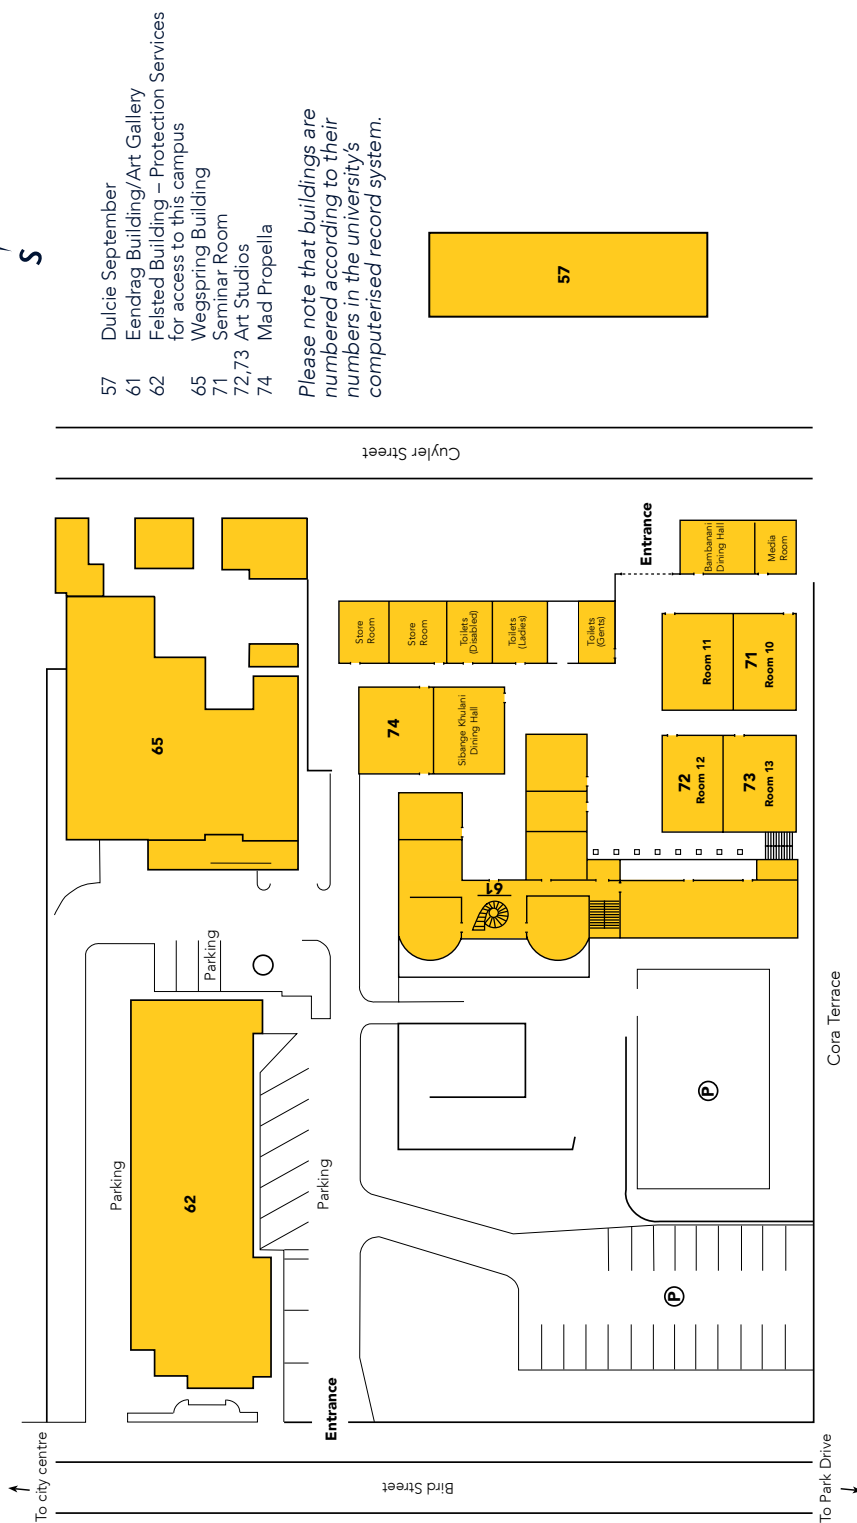 S
57 Dulcie September
61 Eendrag Building/Art Gallery
62 Felsted Building – Protection Services
for access to this campus
65 Wegspring Building
71 Seminar Room
72,73 Art Studios
74 Mad Propella
Please note that buildings are
numbered according to their
numbers in the university's
computerised record system.
57
Cuyler Street
65
Store
Room
Store
Room
Toilets
(Disabled)
Toilets
(Ladies)
Toilets
(Gents)
Entrance
Bambanani
Dining Hall
Media
Room
74
Sibange Khulani
Dining Hall
Room 11
71
Room 10
72
Room 12
73
Room 13
61
Parking
Parking
62
Parking
P
P
Cora Terrace
Entrance
To city centre
Bird Street
To Park Drive